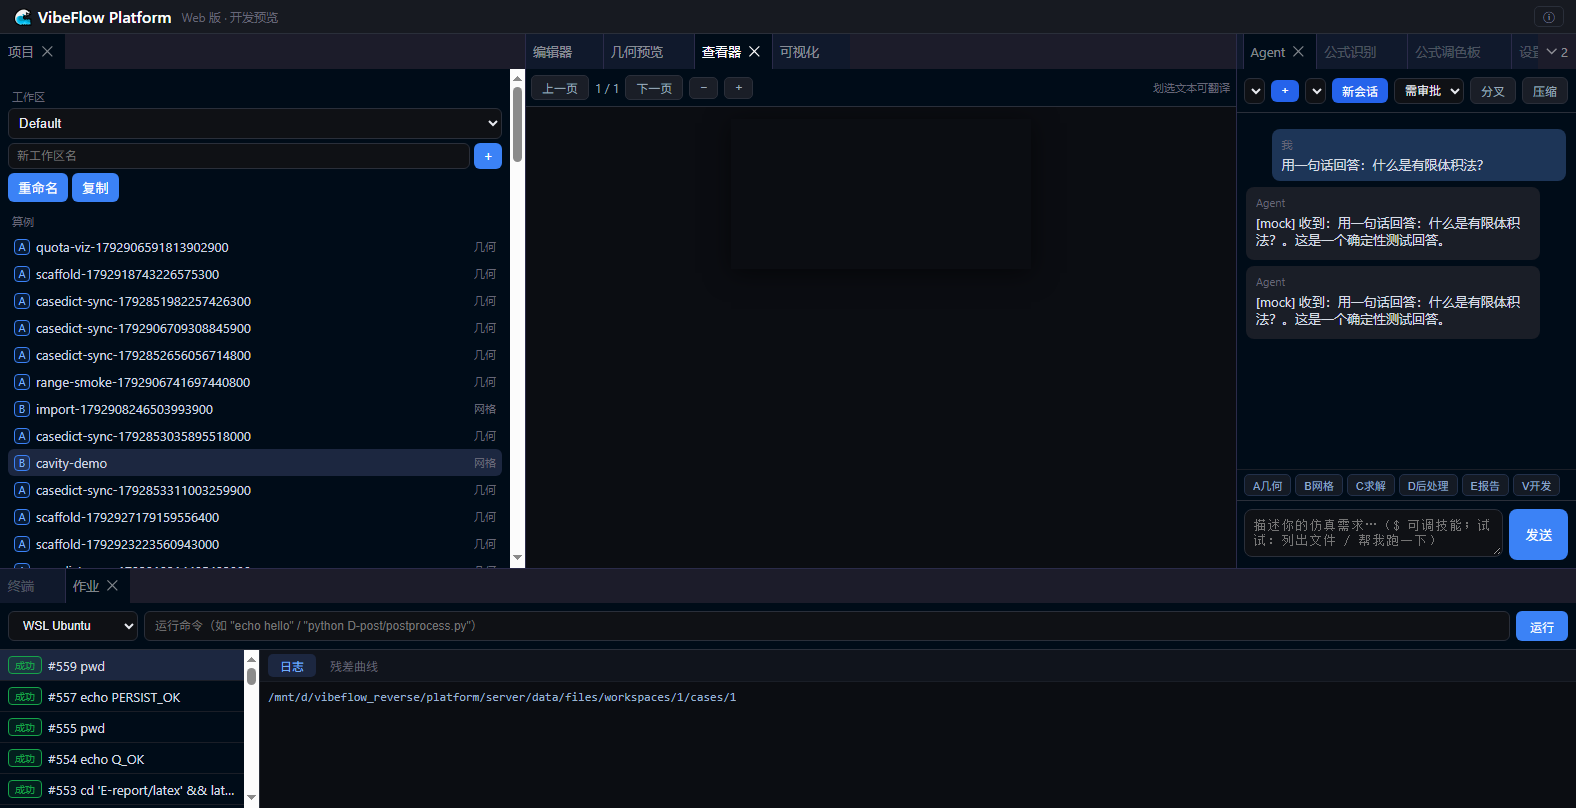 VibeFlow Platform Web 版 · 开发预览
项目
编辑器 几何预览 查看器 可视化
Agent 公式识别 公式调色板 设置 2
工作区
Default
新工作区名 +
重命名 复制
算例
A quota-viz-1792906591813902900 几何
A scaffold-1792918743226575300 几何
A casedict-sync-1792851982257426300 几何
A casedict-sync-1792906709308845900 几何
A casedict-sync-1792852656056714800 几何
A range-smoke-1792906741697440800 几何
B import-1792908246503993900 网格
A casedict-sync-1792853035895518000 几何
B cavity-demo 网格
A casedict-sync-1792853311003259900 几何
A scaffold-1792927179159556400 几何
A scaffold-1792923223560943000 几何
上一页 1 / 1 下一页 − +
划选文本可翻译
+ 新会话 需审批 分叉 压缩
我
用一句话回答：什么是有限体积法?
Agent
[mock] 收到：用一句话回答：什么是有限体积
法? 。这是一个确定性测试回答。
Agent
[mock] 收到：用一句话回答：什么是有限体积
法? 。这是一个确定性测试回答。
A几何 B网格 C求解 D后处理 E报告 V开发
描述你的仿真需求…（$ 可调技能；试
试：列出文件 / 帮我跑一下）
发送
终端 作业
WSL Ubuntu
运行命令（如 "echo hello" / "python D-post/postprocess.py"）
运行
成功 #559 pwd
成功 #557 echo PERSIST_OK
成功 #555 pwd
成功 #554 echo Q_OK
成功 #553 cd 'E-report/latex' && lat...
日志 残差曲线
/mnt/d/vibeflow_reverse/platform/server/data/files/workspaces/1/cases/1